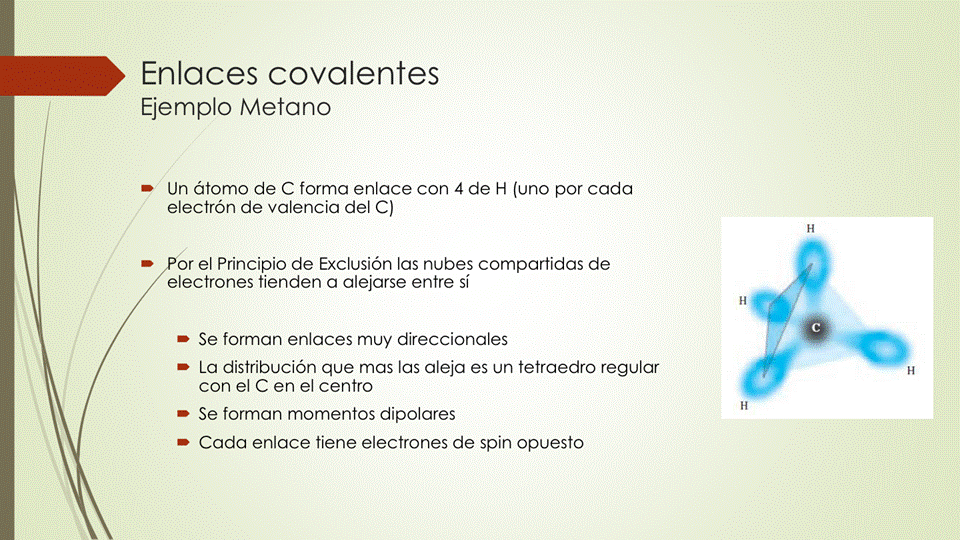 Enlaces covalentes
Ejemplo Metano
Un átomo de C forma enlace con 4 de H (uno por cada
electrón de valencia del C)
Por el Principio de Exclusión las nubes compartidas de
electrones tienden a alejarse entre sí
Se forman enlaces muy direccionales
La distribución que mas las aleja es un tetraedro regular
con el C en el centro
Se forman momentos dipolares
Cada enlace tiene electrones de spin opuesto
H
H
C
H
H